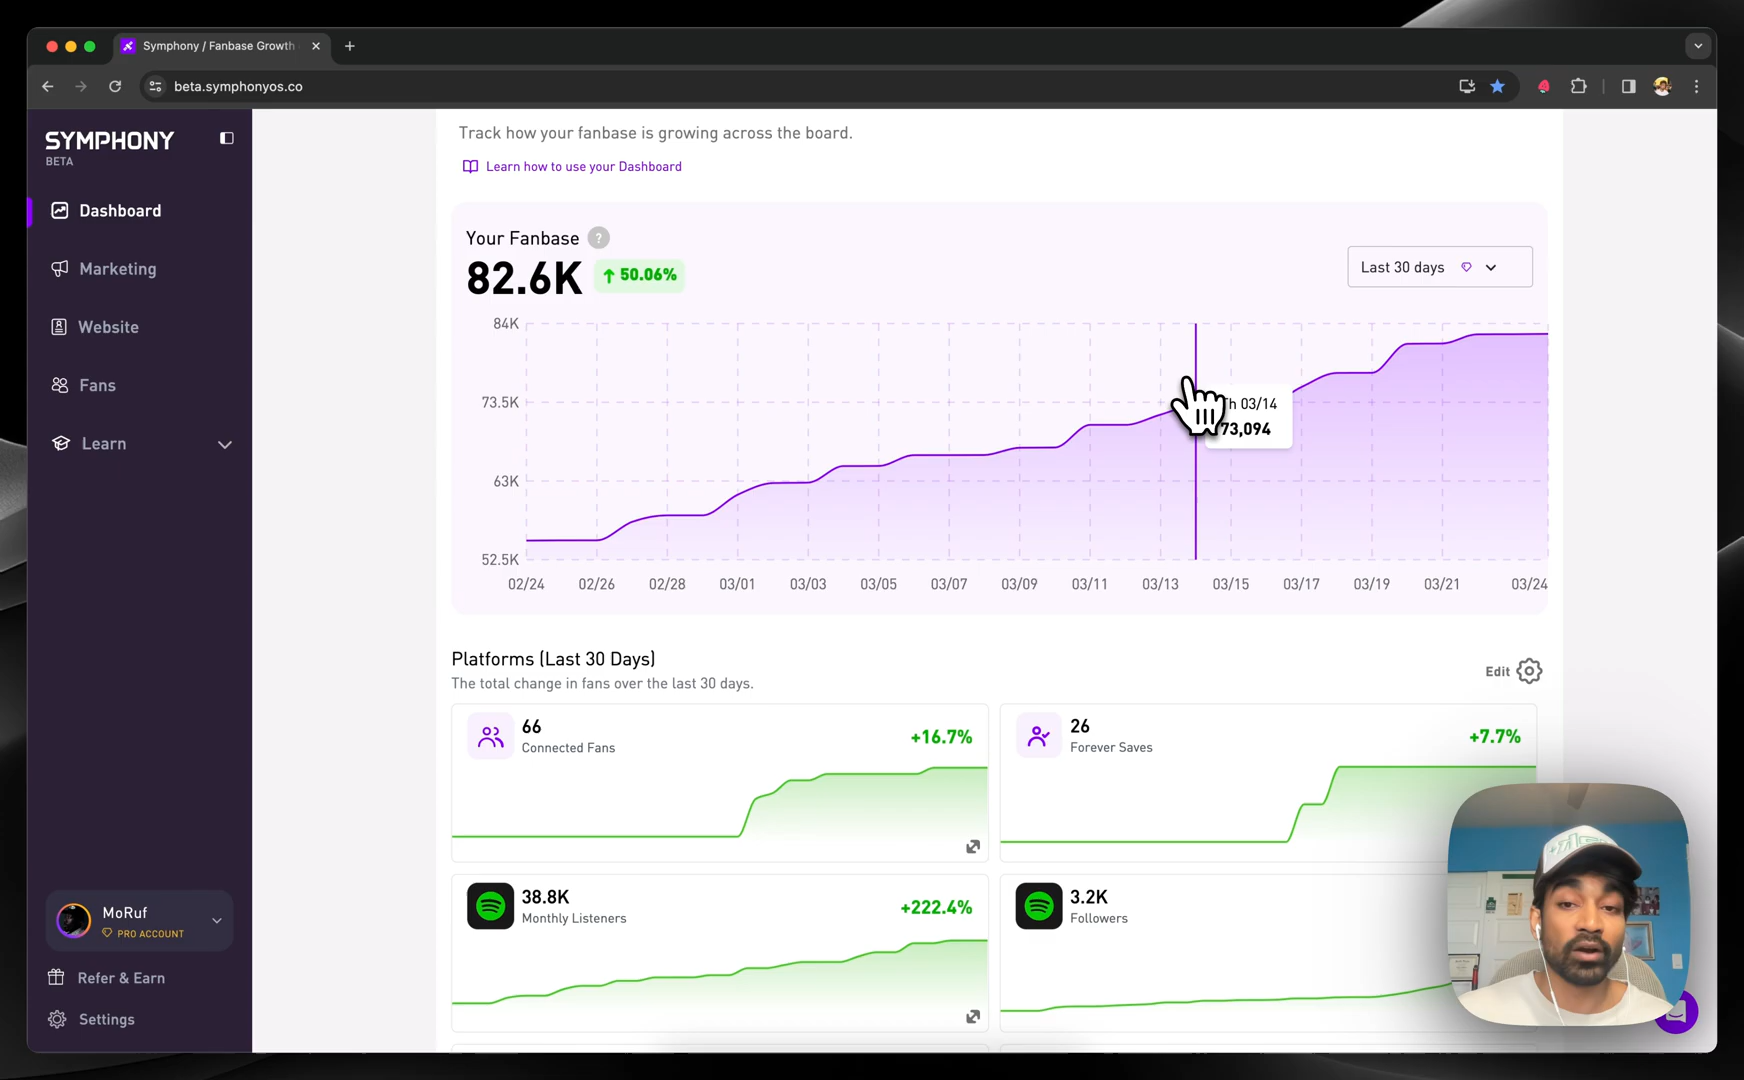 Symphony / Fanbase Growth
beta.symphonyos.co
SYMPHONY
BETA
Dashboard
Marketing
Website
Fans
Learn
MoRuf
PRO ACCOUNT
Refer & Earn
Settings
Track how your fanbase is growing across the board.
Learn how to use your Dashboard
Your Fanbase ?
82.6K 50.06%
Last 30 days
84K
73.5K
63K
52.5K
Th 03/14
73,094
02/24 02/26 02/28 03/01 03/03 03/05 03/07 03/09 03/11 03/13 03/15 03/17 03/19 03/21 03/24
Platforms (Last 30 Days)
The total change in fans over the last 30 days.
Edit
66
Connected Fans
+16.7%
26
Forever Saves
+7.7%
38.8K
Monthly Listeners
+222.4%
3.2K
Followers